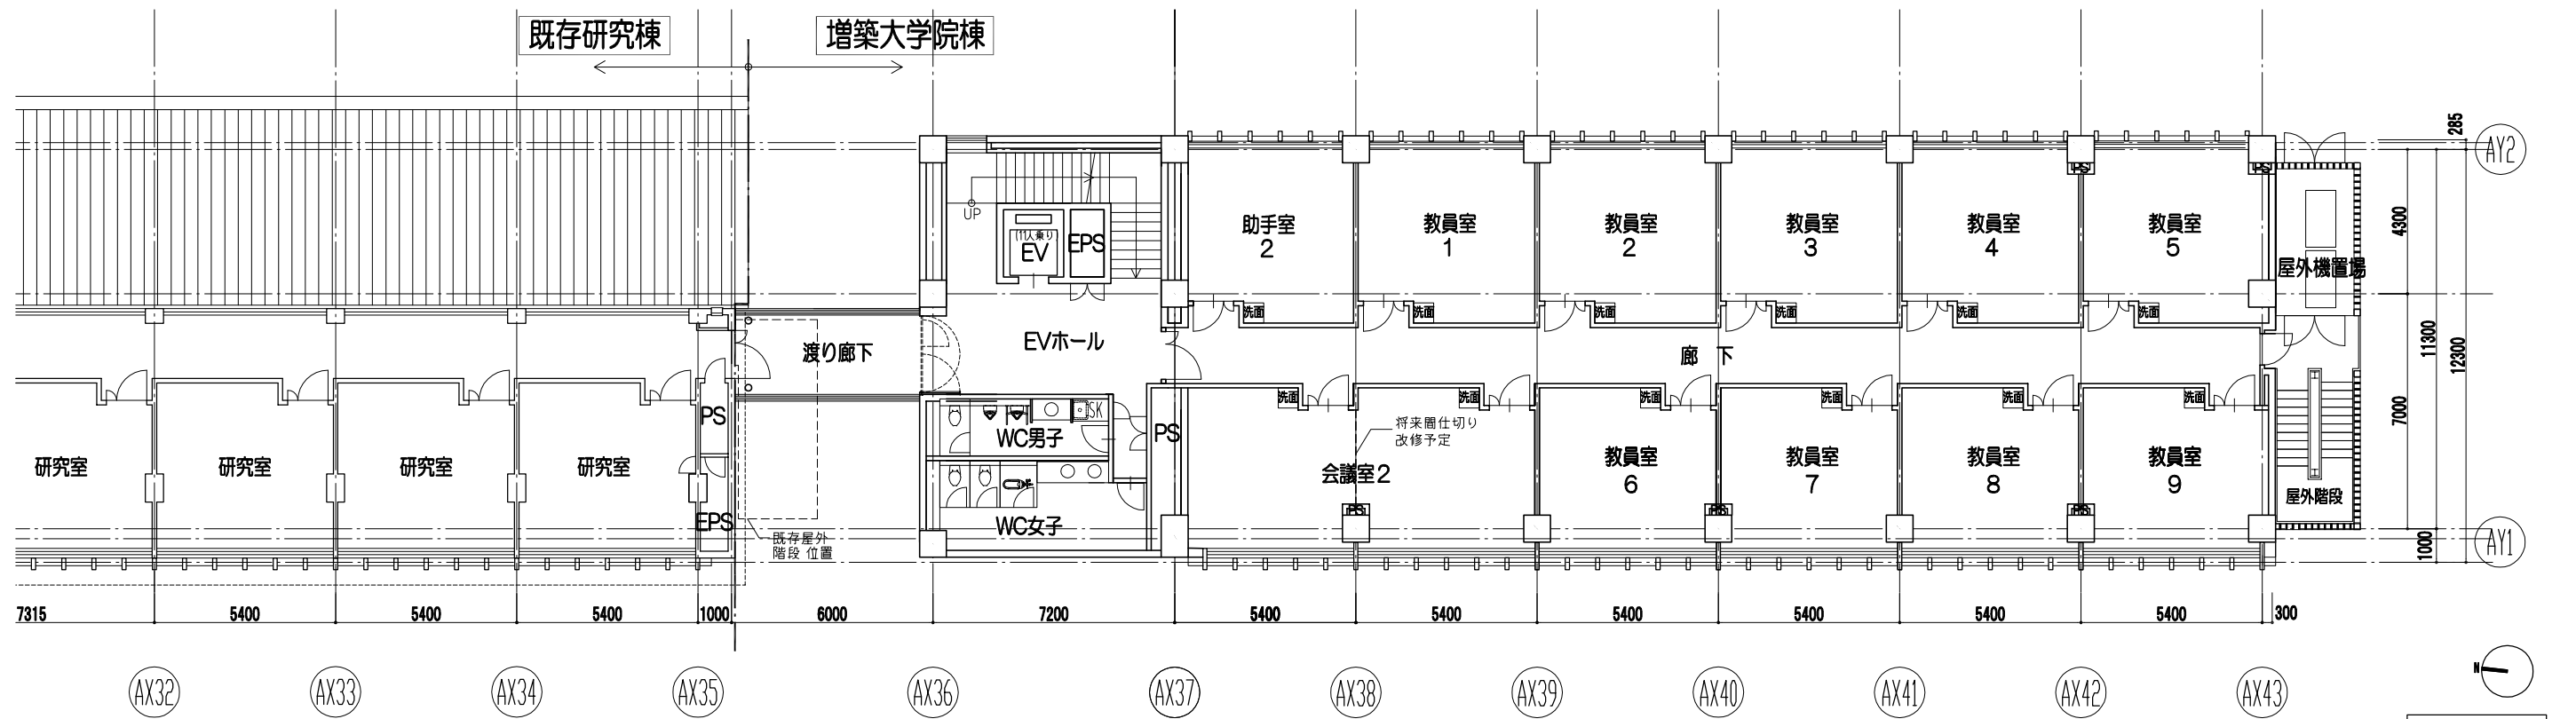 既存研究棟
増築大学院棟
UP
(11人乗り)
EV
EPS
助手室
2
教員室
1
教員室
2
教員室
3
教員室
4
教員室
5
PS
PS
屋外機置場
285
AY2
4300
11300
12300
7000
1000
AY1
洗面
洗面
洗面
洗面
洗面
洗面
渡り廊下
EVホール
廊 下
洗面
洗面
洗面
洗面
洗面
洗面
研究室
研究室
研究室
研究室
PS
EPS
既存屋外
階段 位置
SK
WC男子
WC女子
PS
将来間仕切り
改修予定
会議室2
教員室
6
教員室
7
教員室
8
教員室
9
屋外階段
PS
PS
PS
7315
5400
5400
5400
1000
6000
7200
5400
5400
5400
5400
5400
5400
300
N
AX32
AX33
AX34
AX35
AX36
AX37
AX38
AX39
AX40
AX41
AX42
AX43